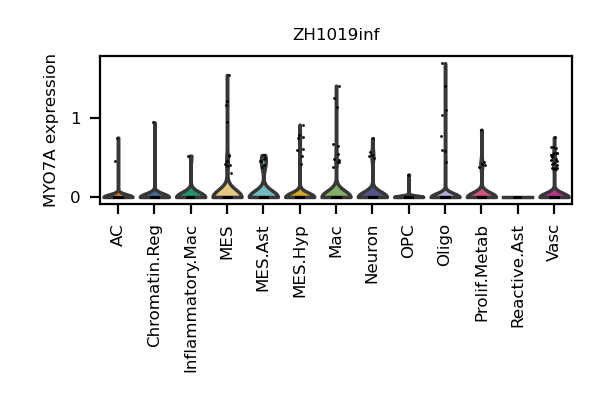 ZH1019inf
MYO7A expression
1
0
AC
Chromatin.Reg
Inflammatory.Mac
MES
MES.Ast
MES.Hyp
Mac
Neuron
OPC
Oligo
Prolif.Metab
Reactive.Ast
Vasc